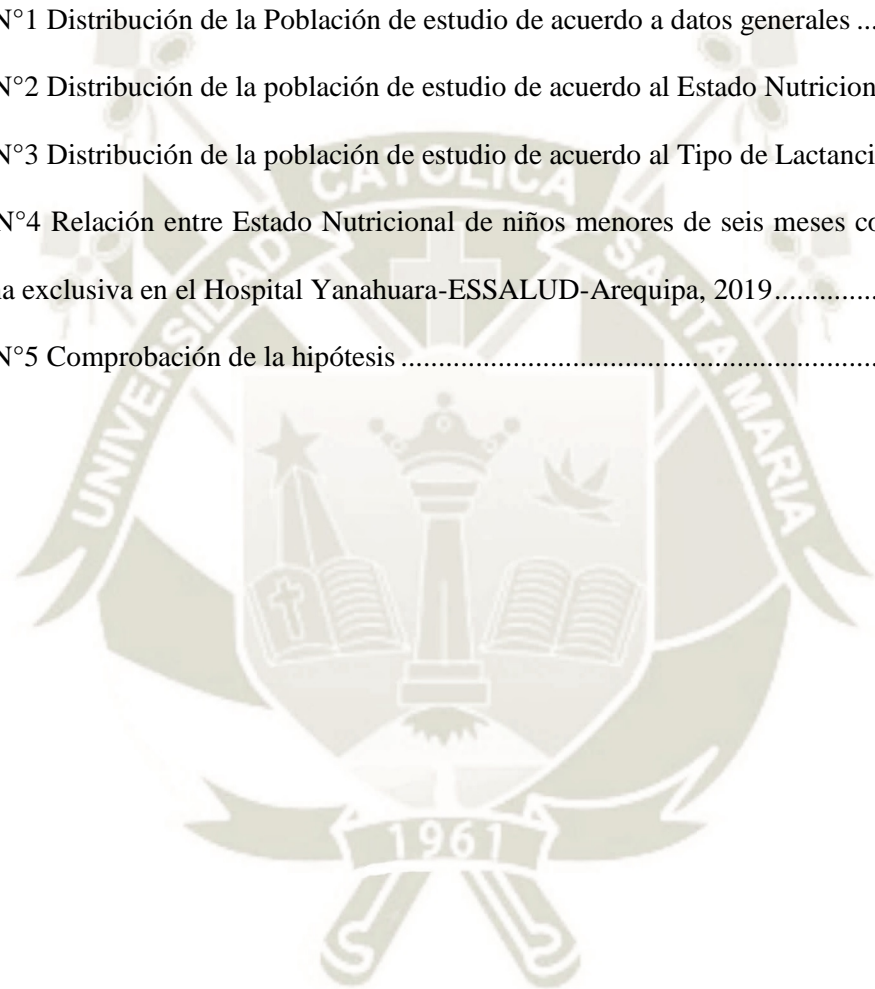 N°1 Distribución de la Población de estudio de acuerdo a datos generales ...
N°2 Distribución de la población de estudio de acuerdo al Estado Nutricion
N°3 Distribución de la población de estudio de acuerdo al Tipo de Lactanci
N°4 Relación entre Estado Nutricional de niños menores de seis meses co
na exclusiva en el Hospital Yanahuara-ESSALUD-Arequipa, 2019..............
N°5 Comprobación de la hipótesis ...............................................................................
UNIVERSIDAD CATOLICA SANTA MARIA
1961